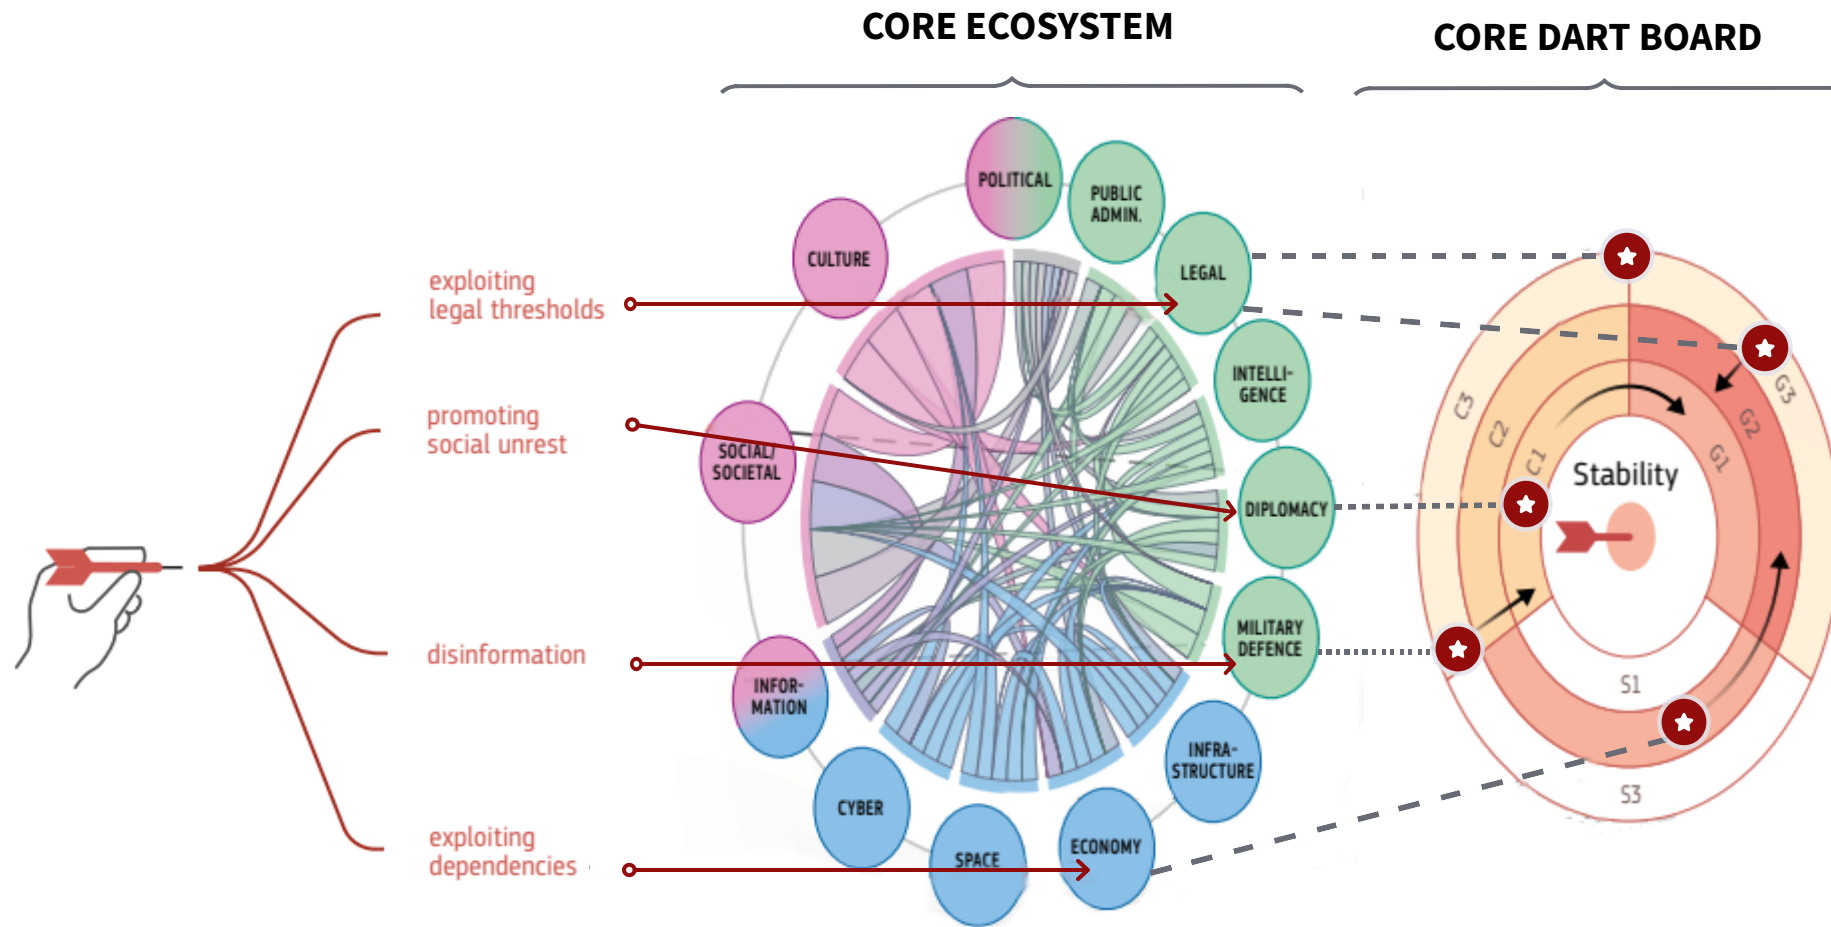 CORE ECOSYSTEM
CORE DART BOARD
exploiting
legal thresholds
promoting
social unrest
disinformation
exploiting
dependencies
POLITICAL
PUBLIC
ADMIN.
LEGAL
INTELLI-
GENCE
DIPLOMACY
MILITARY
DEFENCE
INFRA-
STRUCTURE
ECONOMY
SPACE
CYBER
INFOR-
MATION
SOCIAL/
SOCIETAL
CULTURE
C3
C2
C1
G3
G2
G1
Stability
S1
S3